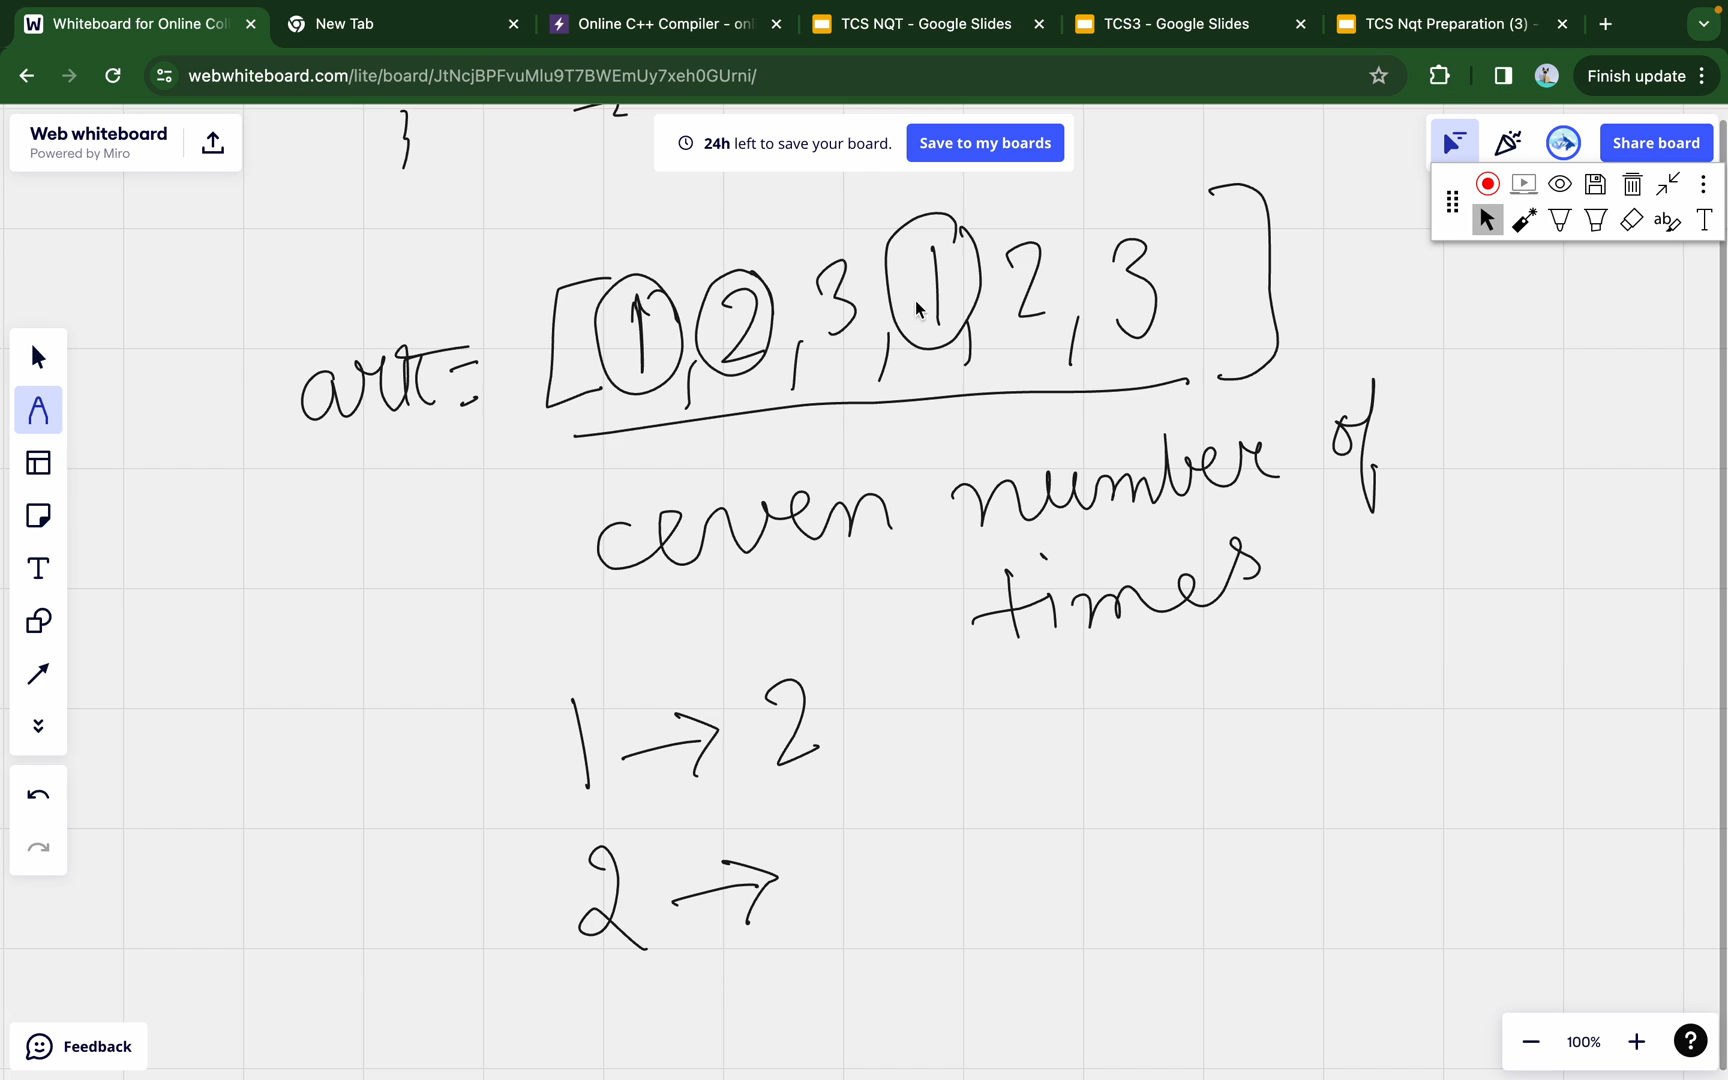 Whiteboard for Online Col
New Tab
Online C++ Compiler - onl
TCS NQT - Google Slides
TCS3 - Google Slides
TCS Nqt Preparation (3) -
webwhiteboard.com/lite/board/JtNcjBPFvuMlu9T7BWEmUy7xeh0GUrni/
Finish update
Web whiteboard
Powered by Miro
24h left to save your board.
Save to my boards
Share board
}
arr = [1, 2, 3, 1, 2, 3]
even number of
times
1 → 2
2 →
Feedback
100%